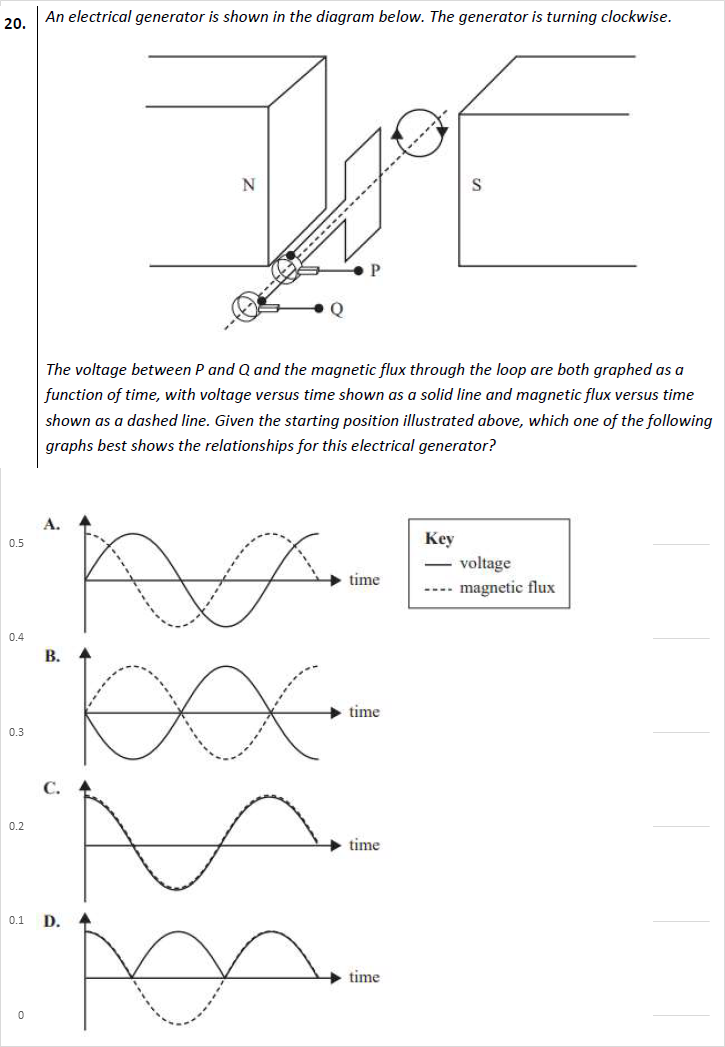 20.
An electrical generator is shown in the diagram below. The generator is turning clockwise.
N
S
P
Q
The voltage between P and Q and the magnetic flux through the loop are both graphed as a
function of time, with voltage versus time shown as a solid line and magnetic flux versus time
shown as a dashed line. Given the starting position illustrated above, which one of the following
graphs best shows the relationships for this electrical generator?
A.
time
Key
voltage
magnetic flux
0.5
0.4
B.
time
0.3
C.
time
0.2
0.1
D.
time
0